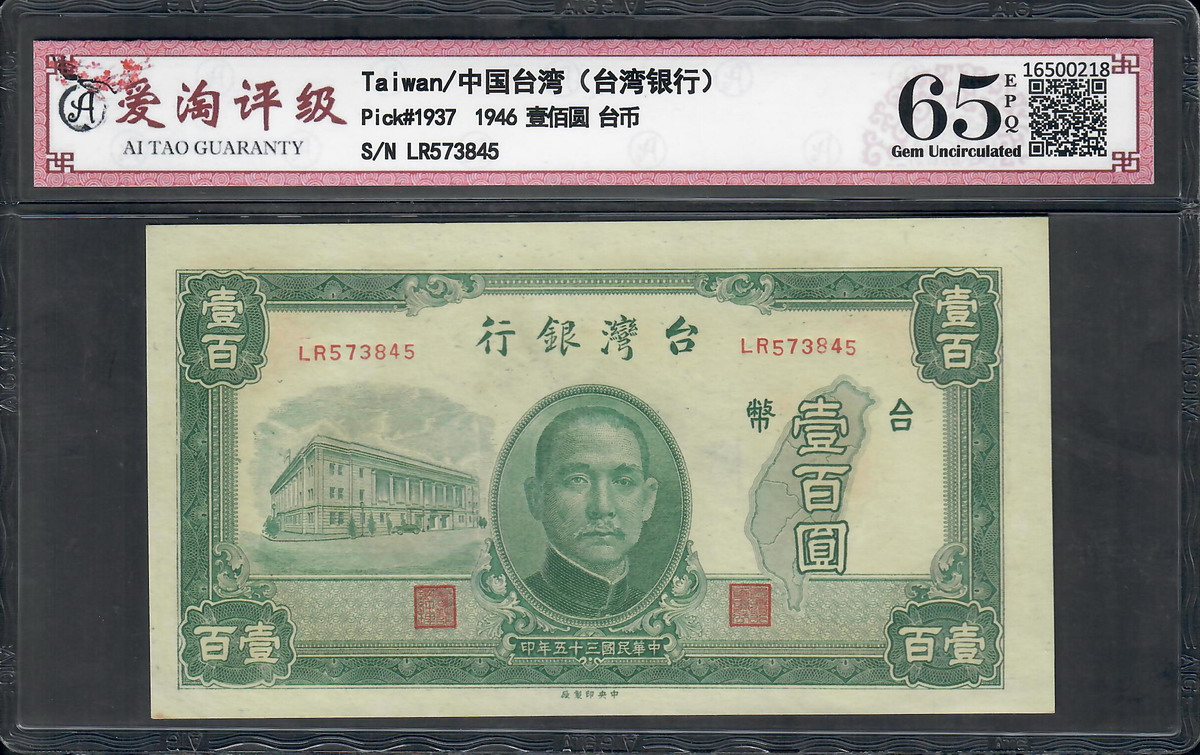 爱淘评级
AI TAO GUARANTY
Taiwan/中国台湾（台湾银行）
Pick#1937 1946 壹佰圆 台币
S/N LR573845
65 EPQ
Gem Uncirculated
16500218
壹百
壹百
行銀灣台
LR573845
LR573845
幣 台
壹百圓
百壹
百壹
印年五十三國民華中
廠製印央中